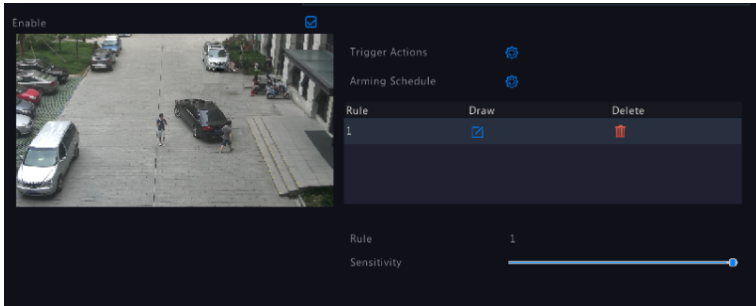 Enable
Trigger Actions
Arming Schedule
Rule Draw Delete
1
Rule 1
Sensitivity